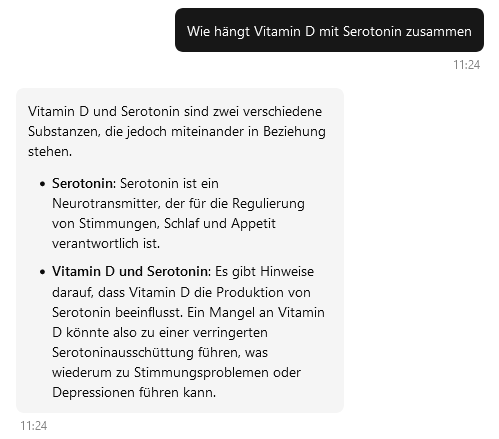 Wie hängt Vitamin D mit Serotonin zusammen
11:24
Vitamin D und Serotonin sind zwei verschiedene
Substanzen, die jedoch miteinander in Beziehung
stehen.
• Serotonin: Serotonin ist ein
Neurotransmitter, der für die Regulierung
von Stimmungen, Schlaf und Appetit
verantwortlich ist.
• Vitamin D und Serotonin: Es gibt Hinweise
darauf, dass Vitamin D die Produktion von
Serotonin beeinflusst. Ein Mangel an Vitamin
D könnte also zu einer verringerten
Serotoninausschüttung führen, was
wiederum zu Stimmungsproblemen oder
Depressionen führen kann.
11:24